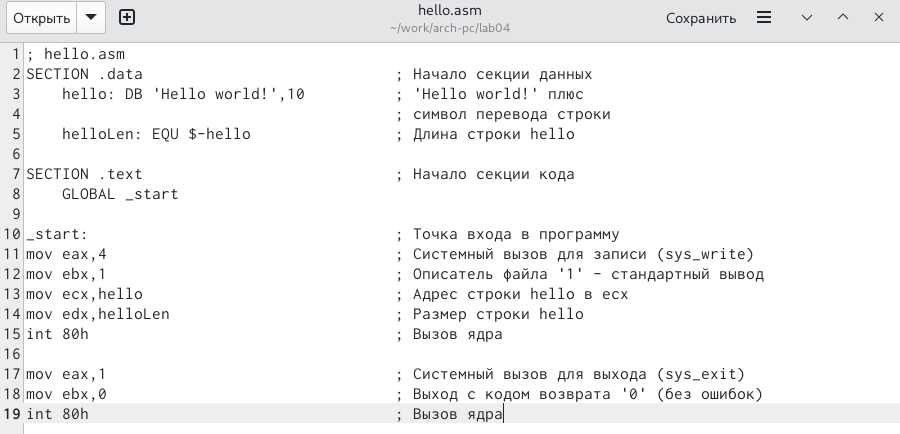 Открыть
hello.asm
~/work/arch-pc/lab04
Сохранить
1 ; hello.asm
2 SECTION .data ; Начало секции данных
3 hello: DB 'Hello world!',10 ; 'Hello world!' плюс
4 ; символ перевода строки
5 helloLen: EQU $-hello ; Длина строки hello
6
7 SECTION .text ; Начало секции кода
8 GLOBAL _start
9
10 _start: ; Точка входа в программу
11 mov eax,4 ; Системный вызов для записи (sys_write)
12 mov ebx,1 ; Описатель файла '1' - стандартный вывод
13 mov ecx,hello ; Адрес строки hello в ecx
14 mov edx,helloLen ; Размер строки hello
15 int 80h ; Вызов ядра
16
17 mov eax,1 ; Системный вызов для выхода (sys_exit)
18 mov ebx,0 ; Выход с кодом возврата '0' (без ошибок)
19 int 80h ; Вызов ядра